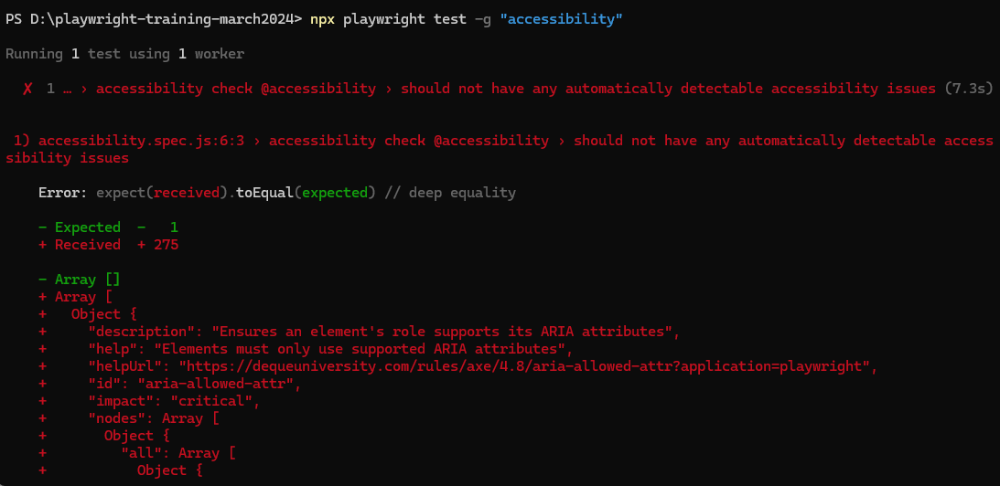 PS D:\playwright-training-march2024> npx playwright test -g "accessibility"
Running 1 test using 1 worker
✗ 1 … › accessibility check @accessibility › should not have any automatically detectable accessibility issues (7.3s)
1) accessibility.spec.js:6:3 › accessibility check @accessibility › should not have any automatically detectable access
sibility issues
Error: expect(received).toEqual(expected) // deep equality
- Expected  -   1
+ Received  + 275
- Array []
+ Array [
+   Object {
+     "description": "Ensures an element's role supports its ARIA attributes",
+     "help": "Elements must only use supported ARIA attributes",
+     "helpUrl": "https://dequeuniversity.com/rules/axe/4.8/aria-allowed-attr?application=playwright",
+     "id": "aria-allowed-attr",
+     "impact": "critical",
+     "nodes": Array [
+       Object {
+         "all": Array [
+           Object {